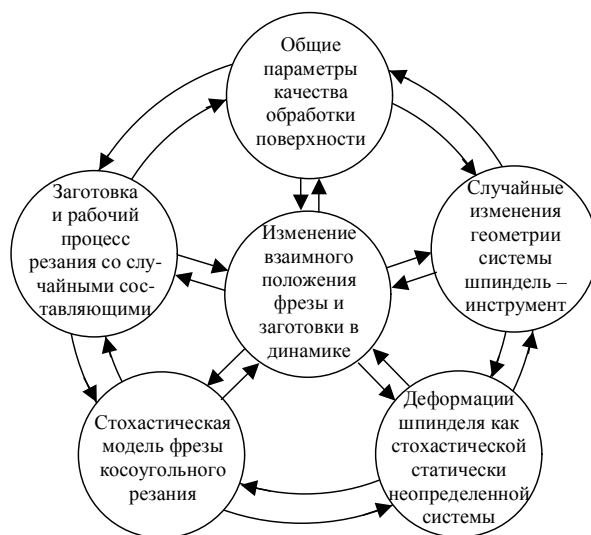 Общие
параметры
качества
обработки
поверхности
Заготовка
и рабочий
процесс
резания со слу-
чайными сос-
тавляющими
Изменение
взаимного
положения
фрезы и
заготовки в
динамике
Случайные
изменения
геометрии
системы
шпиндель –
инструмент
Стохастическая
модель фрезы
косоугольного
резания
Деформации
шпинделя как
стохастической
статически
неопределенной
системы